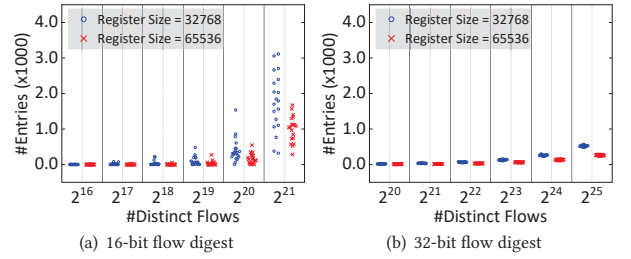 #Entries (x1000)
4.0
3.0
2.0
1.0
0.0
Register Size = 32768
Register Size = 65536
2^16 2^17 2^18 2^19 2^20 2^21
#Distinct Flows
(a) 16-bit flow digest
#Entries (x1000)
4.0
3.0
2.0
1.0
0.0
Register Size = 32768
Register Size = 65536
2^20 2^21 2^22 2^23 2^24 2^25
#Distinct Flows
(b) 32-bit flow digest